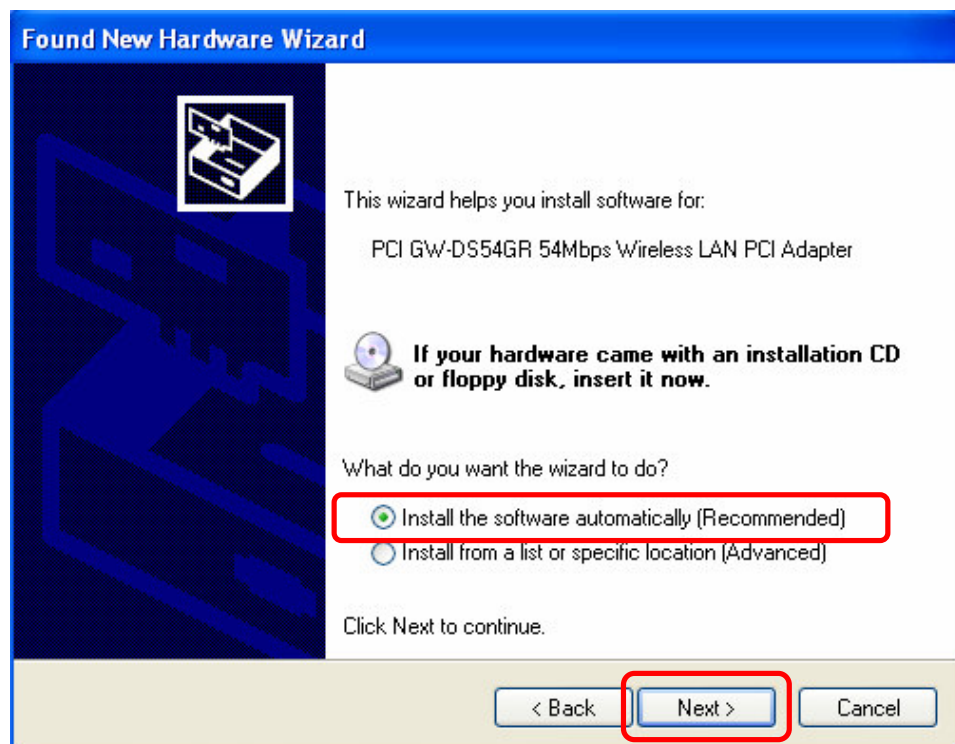 Found New Hardware Wizard
This wizard helps you install software for:
PCI GW-DS54GR 54Mbps Wireless LAN PCI Adapter
If your hardware came with an installation CD
or floppy disk, insert it now.
What do you want the wizard to do?
Install the software automatically (Recommended)
Install from a list or specific location (Advanced)
Click Next to continue.
< Back Next > Cancel